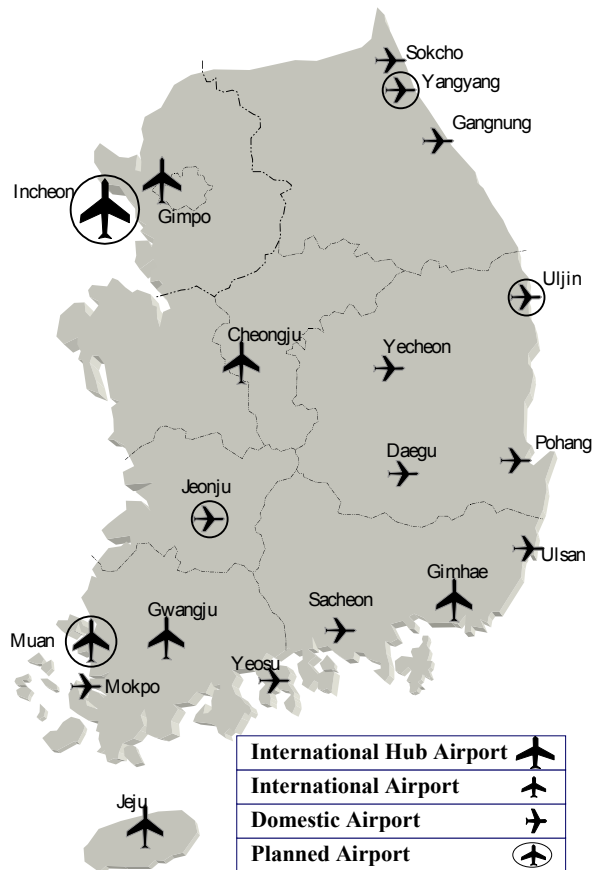 Sokcho
Yangyang
Gangnung
Incheon
Gimpo
Uljin
Cheongju
Yecheon
Daegu
Pohang
Jeonju
Ulsan
Gimhae
Gwangju
Sacheon
Muan
Yeosu
Mokpo
Jeju
International Hub Airport
International Airport
Domestic Airport
Planned Airport